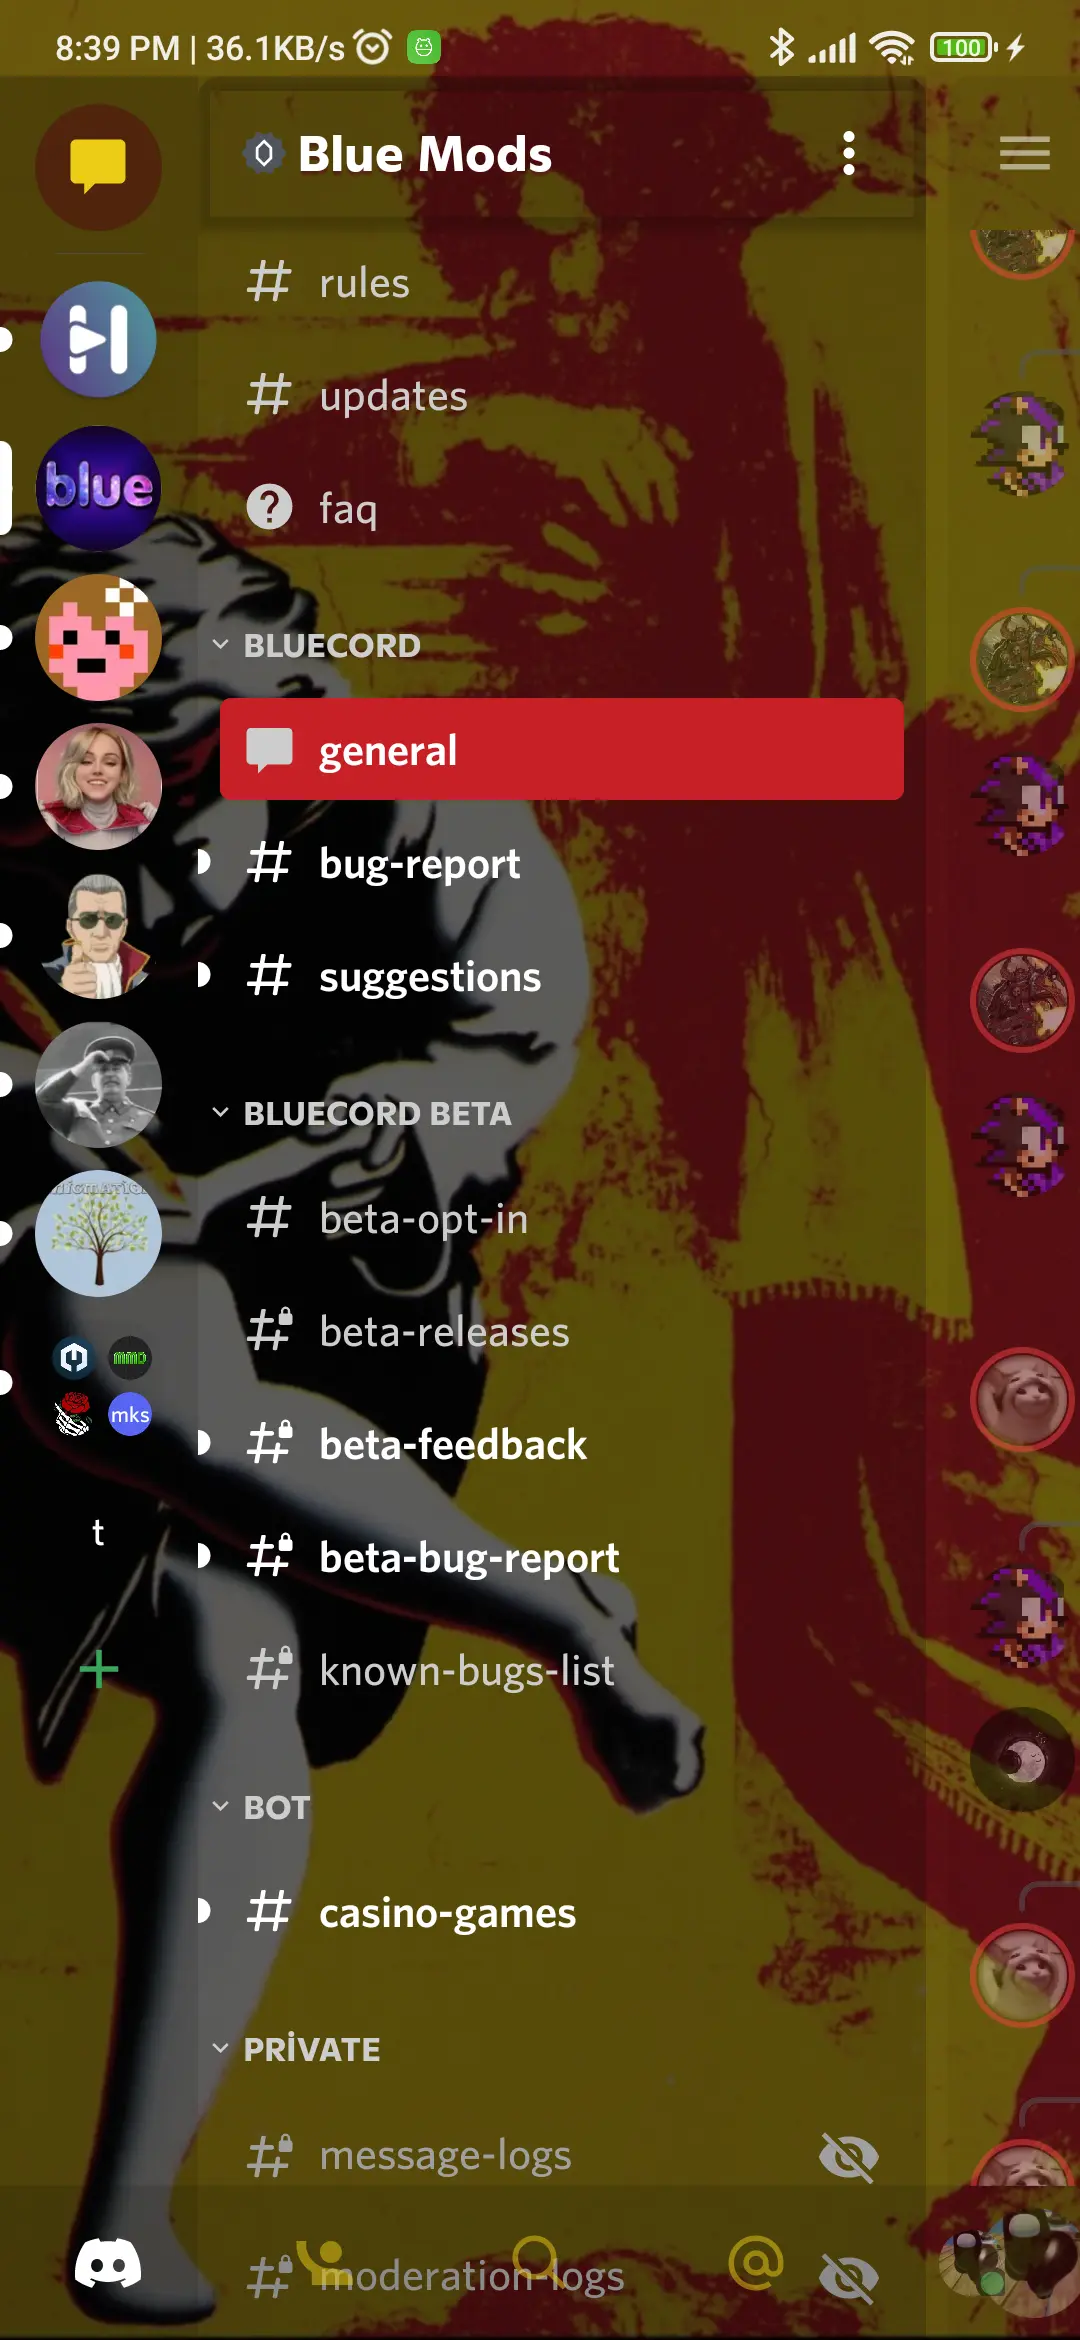 8:39 PM | 36.1KB/s
100
Blue Mods
rules
updates
faq
blue
BLUECORD
general
bug-report
suggestions
BLUECORD BETA
beta-opt-in
beta-releases
mmd
beta-feedback
mks
t
beta-bug-report
known-bugs-list
BOT
casino-games
PRİVATE
message-logs
moderation-logs